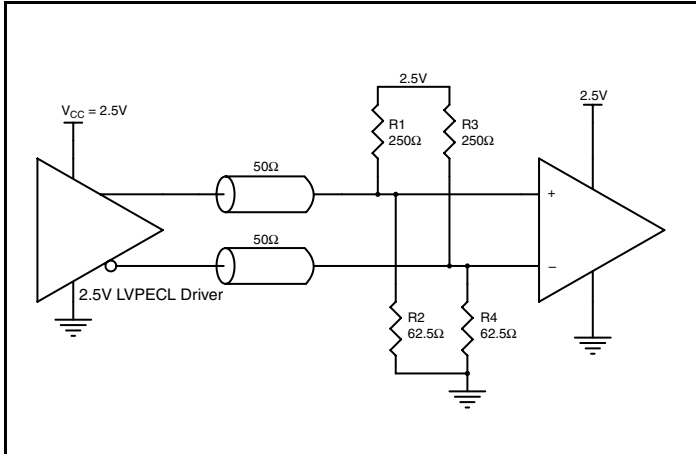 2.5V
V_CC = 2.5V
2.5V
R1
250Ω
R3
250Ω
50Ω
+
50Ω
−
2.5V LVPECL Driver
R2
62.5Ω
R4
62.5Ω